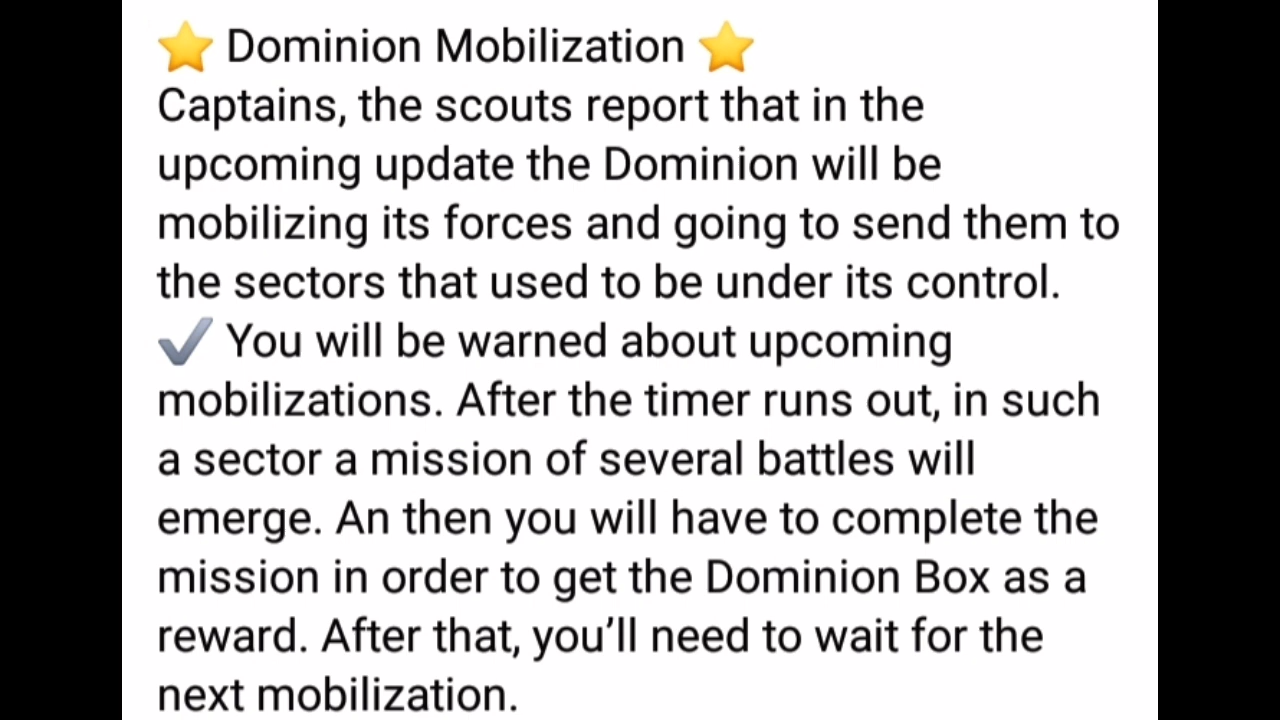 ⭐ Dominion Mobilization ⭐
Captains, the scouts report that in the
upcoming update the Dominion will be
mobilizing its forces and going to send them to
the sectors that used to be under its control.
✔️ You will be warned about upcoming
mobilizations. After the timer runs out, in such
a sector a mission of several battles will
emerge. An then you will have to complete the
mission in order to get the Dominion Box as a
reward. After that, you’ll need to wait for the
next mobilization.